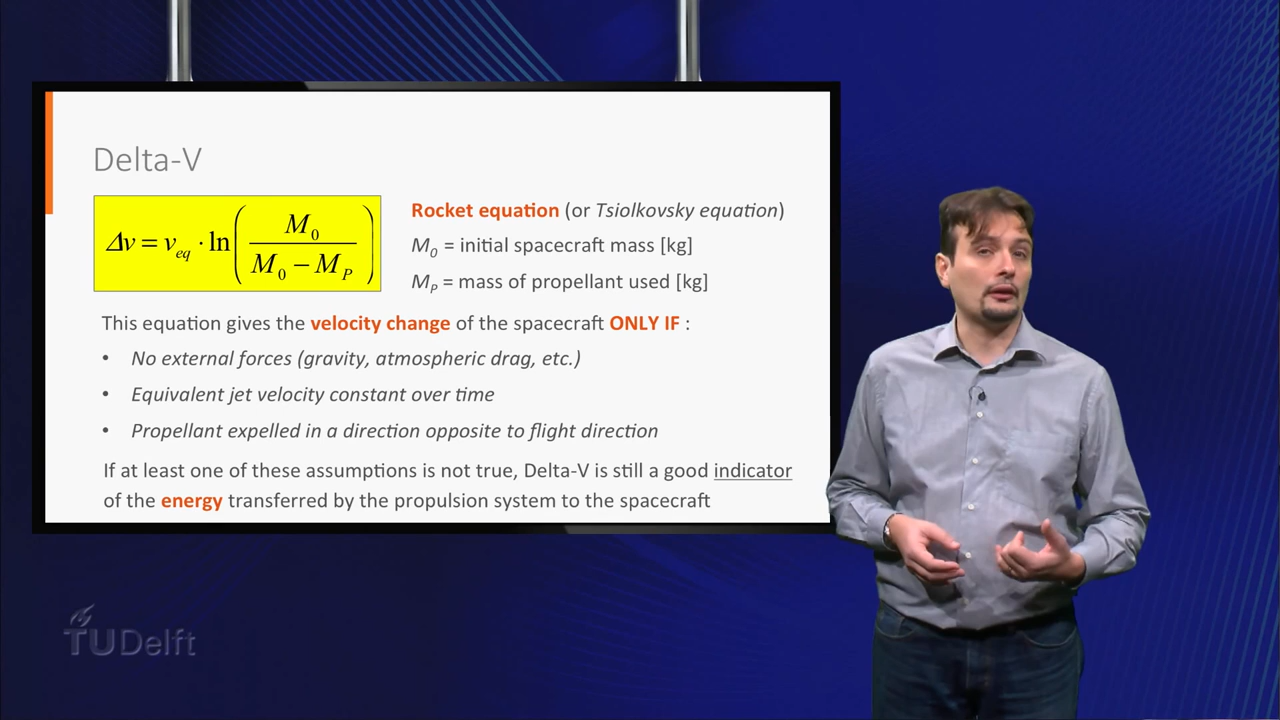 Delta-V
Δv = v_eq · ln( M_0 / (M_0 − M_P) )
Rocket equation (or Tsiolkovsky equation)
M_0 = initial spacecraft mass [kg]
M_P = mass of propellant used [kg]
This equation gives the velocity change of the spacecraft ONLY IF :
• No external forces (gravity, atmospheric drag, etc.)
• Equivalent jet velocity constant over time
• Propellant expelled in a direction opposite to flight direction
If at least one of these assumptions is not true, Delta-V is still a good indicator
of the energy transferred by the propulsion system to the spacecraft
TUDelft